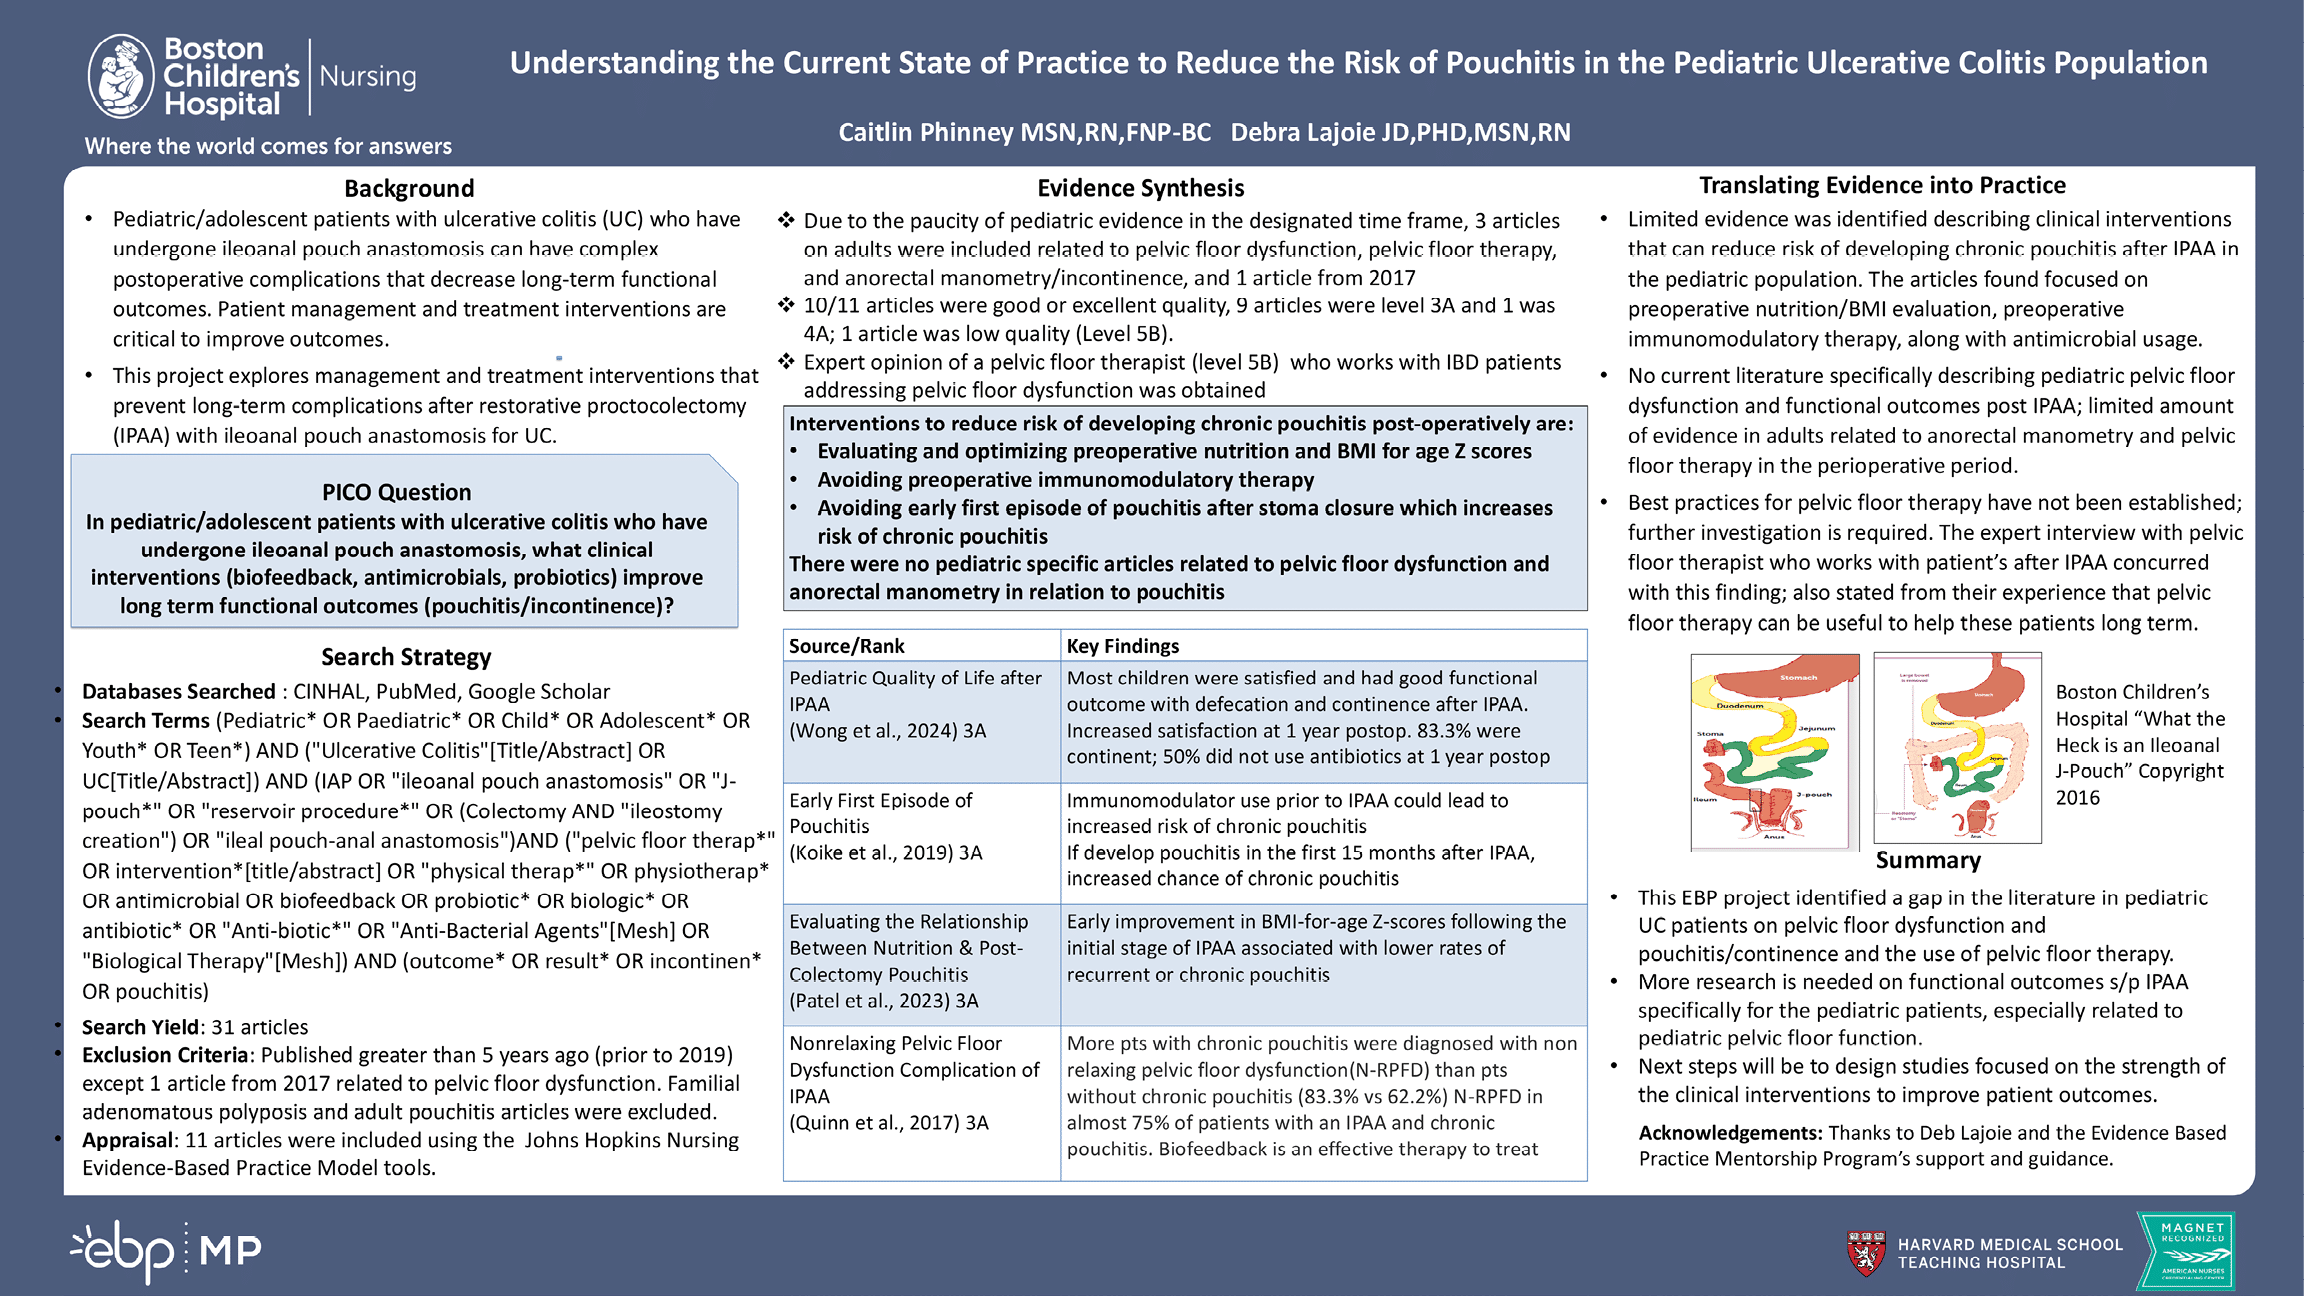 Boston
Children's
Hospital
Nursing
Where the world comes for answers
Understanding the Current State of Practice to Reduce the Risk of Pouchitis in the Pediatric Ulcerative Colitis Population
Caitlin Phinney MSN,RN,FNP-BC   Debra Lajoie JD,PHD,MSN,RN
Background
• Pediatric/adolescent patients with ulcerative colitis (UC) who have
undergone ileoanal pouch anastomosis can have complex
postoperative complications that decrease long-term functional
outcomes. Patient management and treatment interventions are
critical to improve outcomes.
• This project explores management and treatment interventions that
prevent long-term complications after restorative proctocolectomy
(IPAA) with ileoanal pouch anastomosis for UC.
PICO Question
In pediatric/adolescent patients with ulcerative colitis who have
undergone ileoanal pouch anastomosis, what clinical
interventions (biofeedback, antimicrobials, probiotics) improve
long term functional outcomes (pouchitis/incontinence)?
Search Strategy
• Databases Searched : CINHAL, PubMed, Google Scholar
• Search Terms (Pediatric* OR Paediatric* OR Child* OR Adolescent* OR
Youth* OR Teen*) AND ("Ulcerative Colitis"[Title/Abstract] OR
UC[Title/Abstract]) AND (IAP OR "ileoanal pouch anastomosis" OR "J-
pouch*" OR "reservoir procedure*" OR (Colectomy AND "ileostomy
creation") OR "ileal pouch-anal anastomosis")AND ("pelvic floor therap*"
OR intervention*[title/abstract] OR "physical therap*" OR physiotherap*
OR antimicrobial OR biofeedback OR probiotic* OR biologic* OR
antibiotic* OR "Anti-biotic*" OR "Anti-Bacterial Agents"[Mesh] OR
"Biological Therapy"[Mesh]) AND (outcome* OR result* OR incontinen*
OR pouchitis)
• Search Yield: 31 articles
• Exclusion Criteria: Published greater than 5 years ago (prior to 2019)
except 1 article from 2017 related to pelvic floor dysfunction. Familial
adenomatous polyposis and adult pouchitis articles were excluded.
• Appraisal: 11 articles were included using the  Johns Hopkins Nursing
Evidence-Based Practice Model tools.
Evidence Synthesis
❖ Due to the paucity of pediatric evidence in the designated time frame, 3 articles
on adults were included related to pelvic floor dysfunction, pelvic floor therapy,
and anorectal manometry/incontinence, and 1 article from 2017
❖ 10/11 articles were good or excellent quality, 9 articles were level 3A and 1 was
4A; 1 article was low quality (Level 5B).
❖ Expert opinion of a pelvic floor therapist (level 5B)  who works with IBD patients
addressing pelvic floor dysfunction was obtained
Interventions to reduce risk of developing chronic pouchitis post-operatively are:
• Evaluating and optimizing preoperative nutrition and BMI for age Z scores
• Avoiding preoperative immunomodulatory therapy
• Avoiding early first episode of pouchitis after stoma closure which increases
risk of chronic pouchitis
There were no pediatric specific articles related to pelvic floor dysfunction and
anorectal manometry in relation to pouchitis
Source/Rank
Key Findings
Pediatric Quality of Life after
IPAA
(Wong et al., 2024) 3A
Most children were satisfied and had good functional
outcome with defecation and continence after IPAA.
Increased satisfaction at 1 year postop. 83.3% were
continent; 50% did not use antibiotics at 1 year postop
Early First Episode of
Pouchitis
(Koike et al., 2019) 3A
Immunomodulator use prior to IPAA could lead to
increased risk of chronic pouchitis
If develop pouchitis in the first 15 months after IPAA,
increased chance of chronic pouchitis
Evaluating the Relationship
Between Nutrition & Post-
Colectomy Pouchitis
(Patel et al., 2023) 3A
Early improvement in BMI-for-age Z-scores following the
initial stage of IPAA associated with lower rates of
recurrent or chronic pouchitis
Nonrelaxing Pelvic Floor
Dysfunction Complication of
IPAA
(Quinn et al., 2017) 3A
More pts with chronic pouchitis were diagnosed with non
relaxing pelvic floor dysfunction(N-RPFD) than pts
without chronic pouchitis (83.3% vs 62.2%) N-RPFD in
almost 75% of patients with an IPAA and chronic
pouchitis. Biofeedback is an effective therapy to treat
Translating Evidence into Practice
• Limited evidence was identified describing clinical interventions
that can reduce risk of developing chronic pouchitis after IPAA in
the pediatric population. The articles found focused on
preoperative nutrition/BMI evaluation, preoperative
immunomodulatory therapy, along with antimicrobial usage.
• No current literature specifically describing pediatric pelvic floor
dysfunction and functional outcomes post IPAA; limited amount
of evidence in adults related to anorectal manometry and pelvic
floor therapy in the perioperative period.
• Best practices for pelvic floor therapy have not been established;
further investigation is required. The expert interview with pelvic
floor therapist who works with patient's after IPAA concurred
with this finding; also stated from their experience that pelvic
floor therapy can be useful to help these patients long term.
Stomach
Duodenum
Jejunum
Stoma
Ileum
J-pouch
Anus
Large bowel
is removed
Stomach
Duodenum
Anus
Boston Children's
Hospital "What the
Heck is an Ileoanal
J-Pouch" Copyright
2016
Summary
• This EBP project identified a gap in the literature in pediatric
UC patients on pelvic floor dysfunction and
pouchitis/continence and the use of pelvic floor therapy.
• More research is needed on functional outcomes s/p IPAA
specifically for the pediatric patients, especially related to
pediatric pelvic floor function.
• Next steps will be to design studies focused on the strength of
the clinical interventions to improve patient outcomes.
Acknowledgements: Thanks to Deb Lajoie and the Evidence Based
Practice Mentorship Program's support and guidance.
ebp MP
HARVARD MEDICAL SCHOOL
TEACHING HOSPITAL
MAGNET
RECOGNIZED
AMERICAN NURSES
CREDENTIALING CENTER